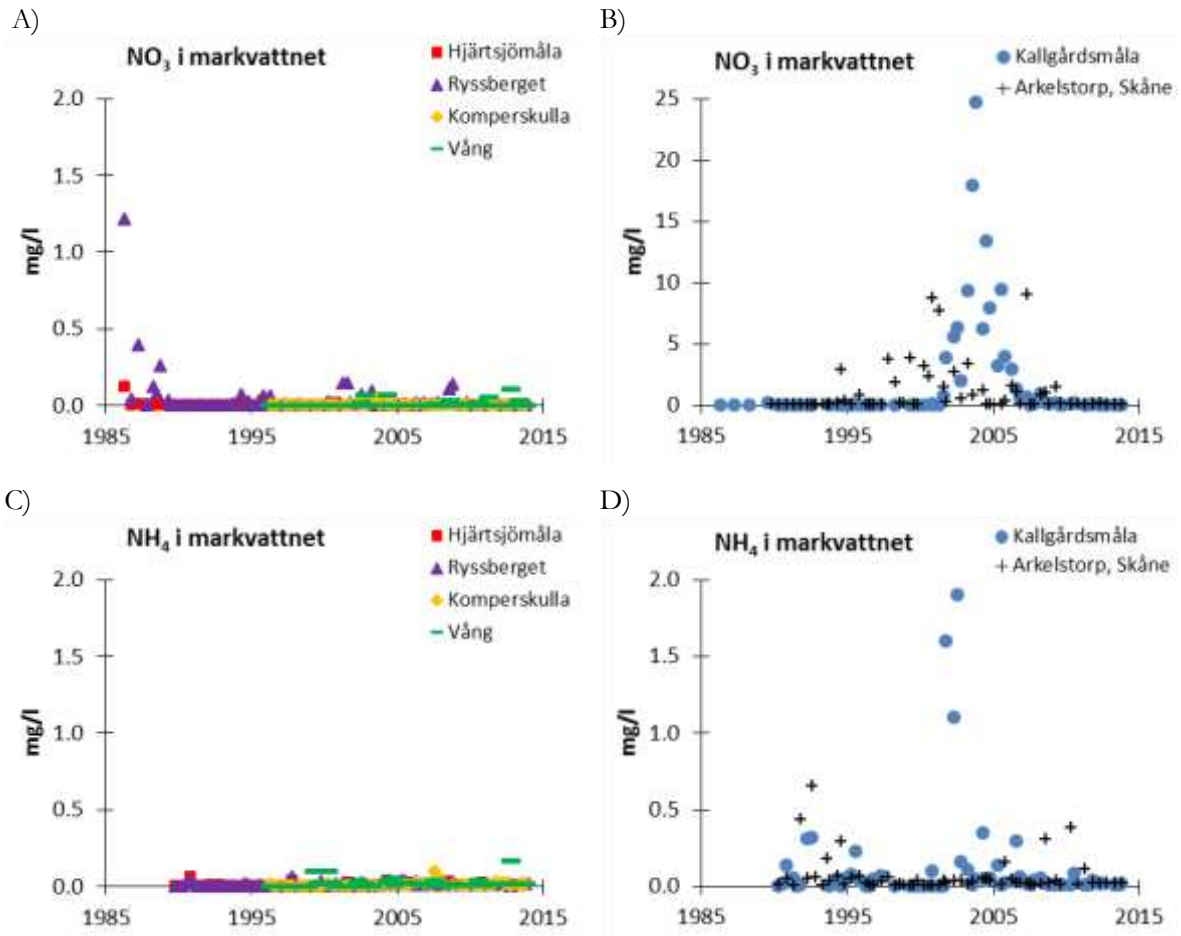 A)
NO₃ i markvattnet
Hjärtsjömåla
Ryssberget
Komperskulla
Vång
mg/l
2.0
1.5
1.0
0.5
0.0
1985 1995 2005 2015
B)
NO₃ i markvattnet
Kallgårdsmåla
Arkelstorp, Skåne
mg/l
25
20
15
10
5
0
1985 1995 2005 2015
C)
NH₄ i markvattnet
Hjärtsjömåla
Ryssberget
Komperskulla
Vång
mg/l
2.0
1.5
1.0
0.5
0.0
1985 1995 2005 2015
D)
NH₄ i markvattnet
Kallgårdsmåla
Arkelstorp, Skåne
mg/l
2.0
1.5
1.0
0.5
0.0
1985 1995 2005 2015